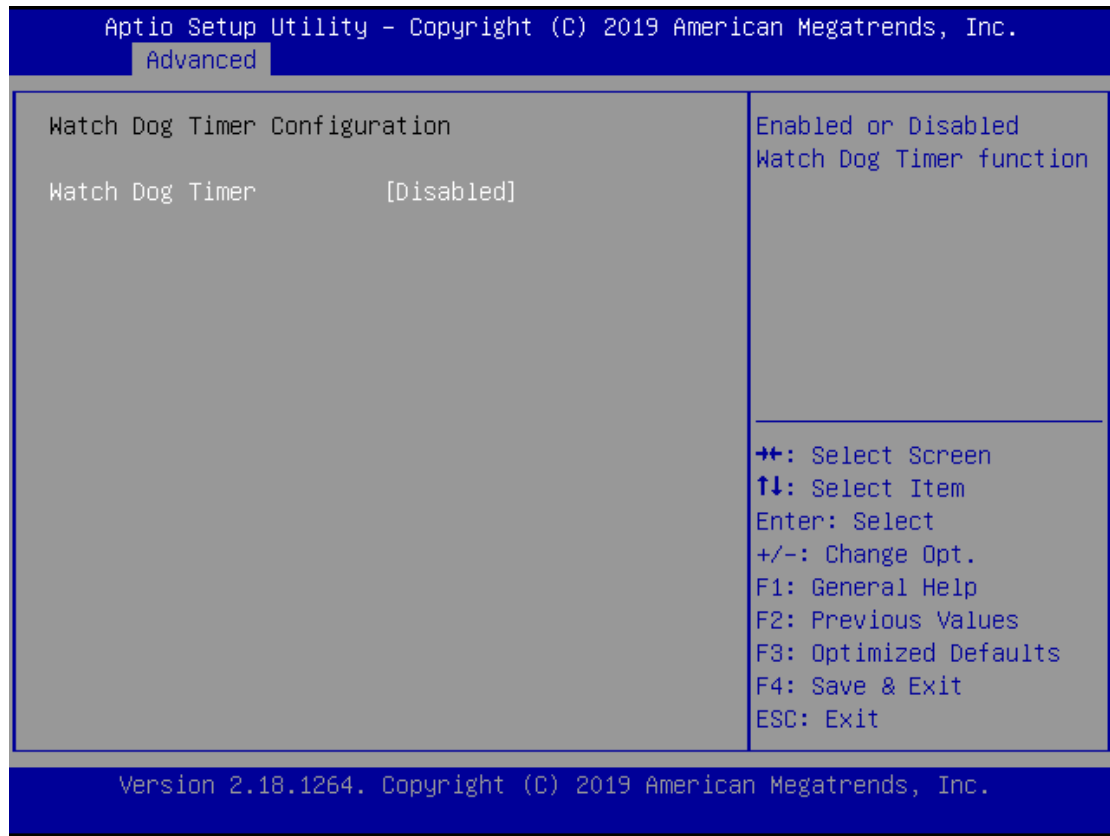 Aptio Setup Utility – Copyright (C) 2019 American Megatrends, Inc.
Advanced
Watch Dog Timer Configuration
Watch Dog Timer [Disabled]
Enabled or Disabled
Watch Dog Timer function
→←: Select Screen
↑↓: Select Item
Enter: Select
+/-: Change Opt.
F1: General Help
F2: Previous Values
F3: Optimized Defaults
F4: Save & Exit
ESC: Exit
Version 2.18.1264. Copyright (C) 2019 American Megatrends, Inc.